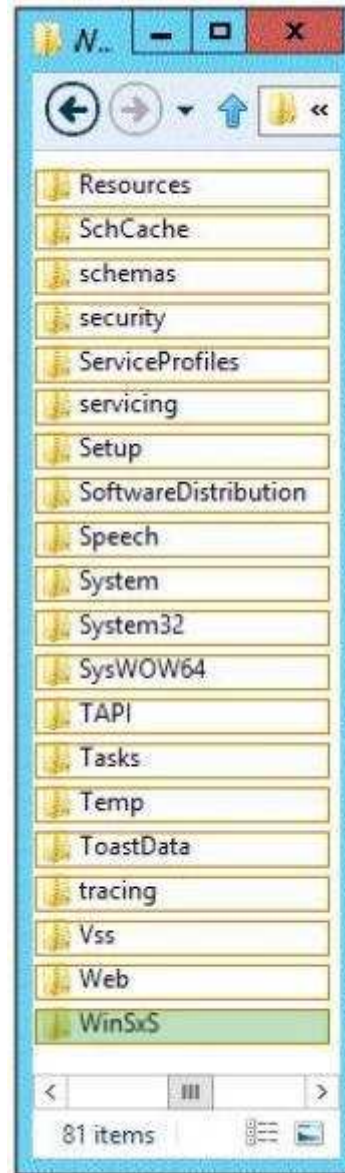 N...
«
Resources
SchCache
schemas
security
ServiceProfiles
servicing
Setup
SoftwareDistribution
Speech
System
System32
SysWOW64
TAPI
Tasks
Temp
ToastData
tracing
Vss
Web
WinSxS
81 items